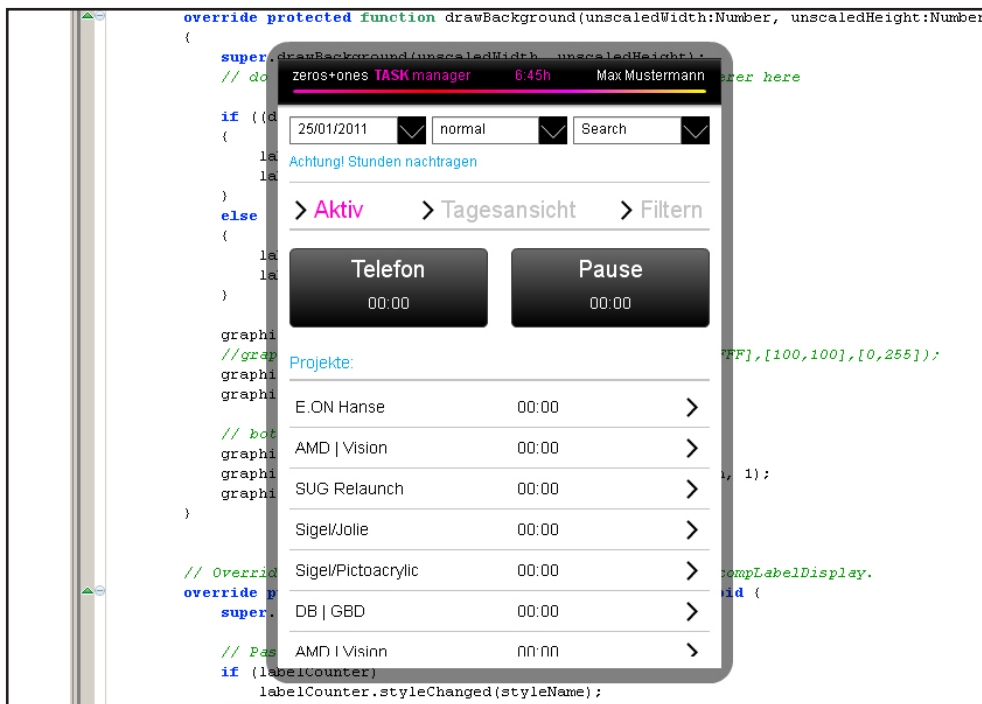 override protected function drawBackground(unscaledWidth:Number, unscaledHeight:Number
{
super.drawBackground(unscaledWidth, unscaledHeight);
// do erer here
zeros+ones TASK manager 6:45h Max Mustermann
if ((d
{
25/01/2011 normal Search
la
Achtung! Stunden nachtragen
la
}
else
> Aktiv > Tagesansicht > Filtern
{
la
la
}
Telefon Pause
00:00 00:00
graphi
//grap FFF],[100,100],[0,255]);
Projekte:
graphi
graphi
E.ON Hanse 00:00 >
// bot
AMD | Vision 00:00 >
graphi
graphi , 1);
graphi
SUG Relaunch 00:00 >
}
Sigel/Jolie 00:00 >
Sigel/Pictoacrylic 00:00 >
// Overrid compLabelDisplay.
override p id {
super.
DB | GBD 00:00 >
// Pas
AMD | Vision 00:00 >
if (labelCounter)
labelCounter.styleChanged(styleName);